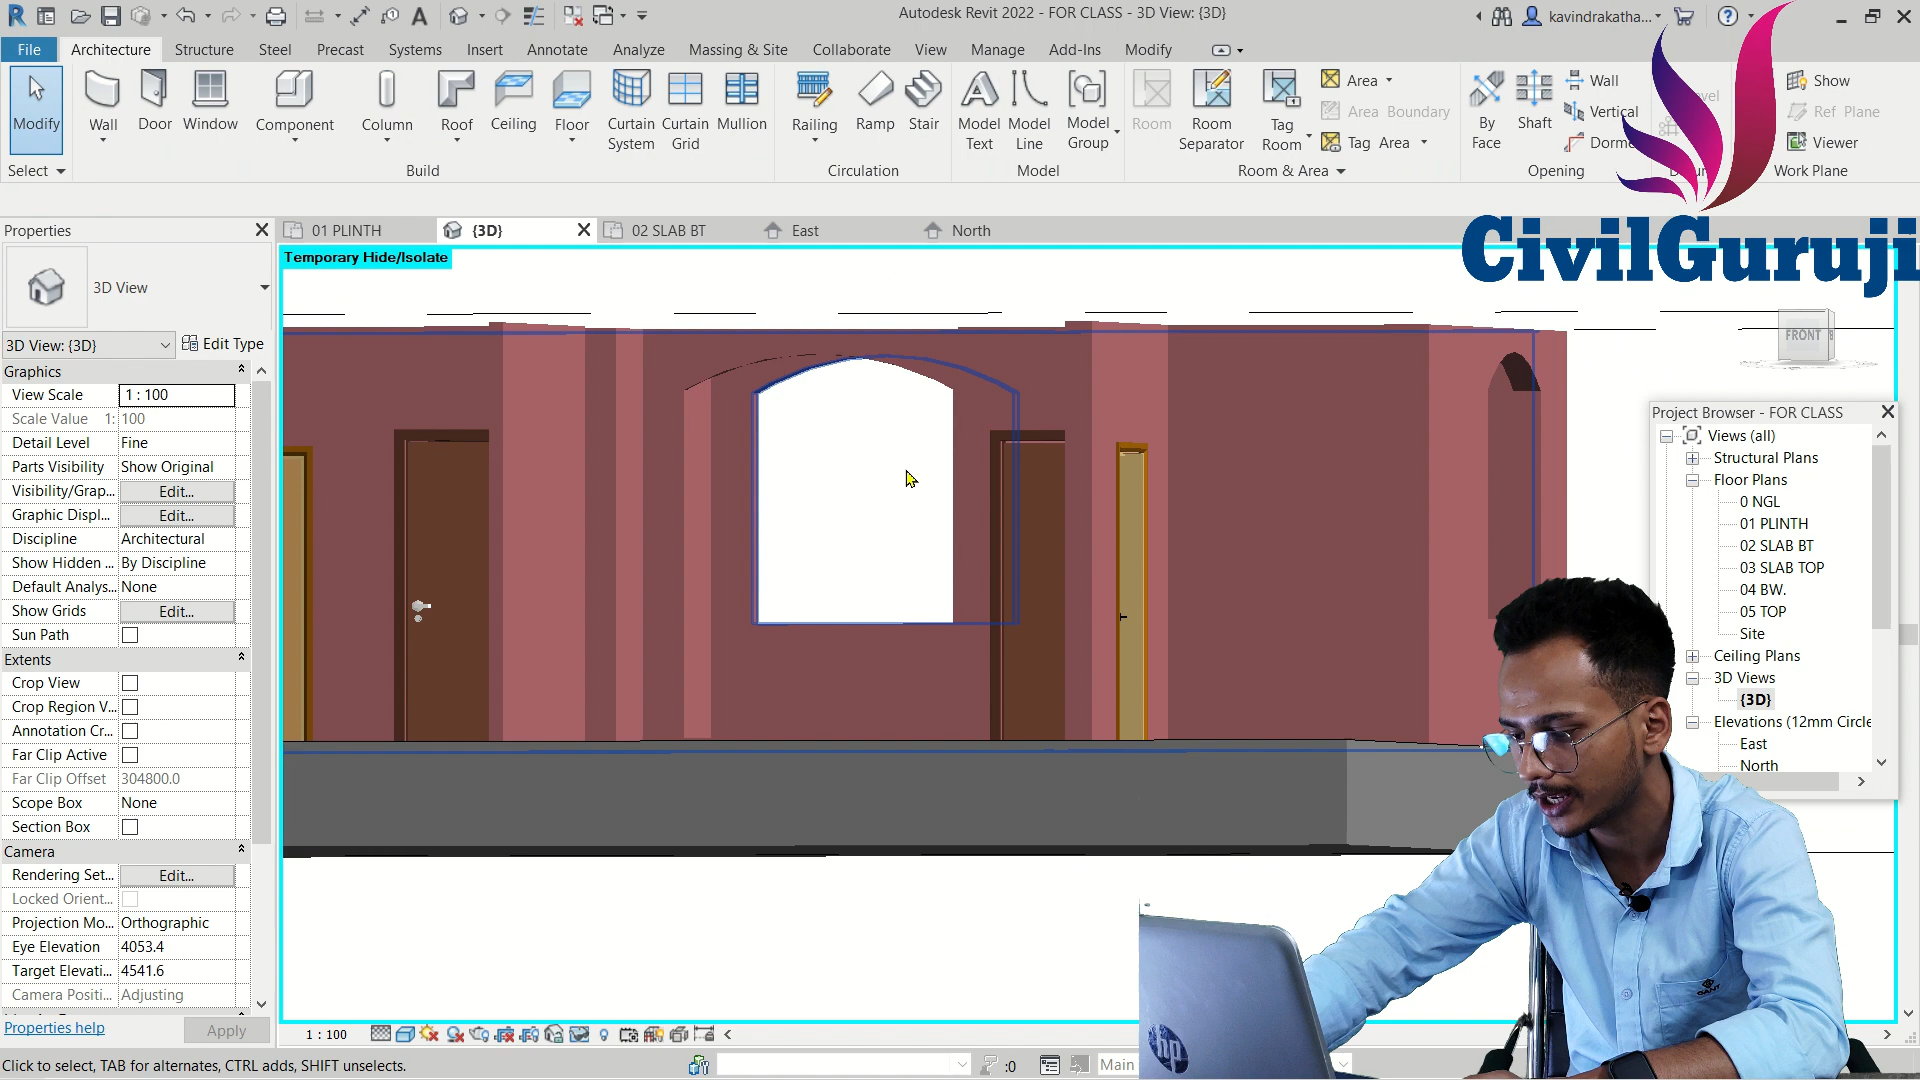 Autodesk Revit 2022 - FOR CLASS - 3D View: {3D}
kavindrakatha...
File Architecture Structure Steel Precast Systems Insert Annotate Analyze Massing & Site Collaborate View Manage Add-Ins Modify
Modify
Wall
Door
Window
Component
Column
Roof
Ceiling
Floor
Curtain System
Curtain Grid
Mullion
Railing
Ramp
Stair
Model Text
Model Line
Model Group
Room
Room Separator
Tag Room
Area
Area Boundary
Tag Area
By Face
Shaft
Wall
Vertical
Show
Ref Plane
Viewer
Select
Build
Circulation
Model
Room & Area
Opening
Work Plane
CivilGuruji
Properties
01 PLINTH
{3D}
02 SLAB BT
East
North
Temporary Hide/Isolate
3D View
3D View: {3D}
Edit Type
Graphics
View Scale 1 : 100
Scale Value 1: 100
Detail Level Fine
Parts Visibility Show Original
Visibility/Grap... Edit...
Graphic Displ... Edit...
Discipline Architectural
Show Hidden ... By Discipline
Default Analys... None
Show Grids Edit...
Sun Path
Extents
Crop View
Crop Region V...
Annotation Cr...
Far Clip Active
Far Clip Offset 304800.0
Scope Box None
Section Box
Camera
Rendering Set... Edit...
Locked Orient...
Projection Mo... Orthographic
Eye Elevation 4053.4
Target Elevati... 4541.6
Camera Positi... Adjusting
Properties help
Apply
FRONT
Project Browser - FOR CLASS
Views (all)
Structural Plans
Floor Plans
0 NGL
01 PLINTH
02 SLAB BT
03 SLAB TOP
04 BW.
05 TOP
Site
Ceiling Plans
3D Views
{3D}
Elevations (12mm Circle
East
North
1 : 100
Click to select, TAB for alternates, CTRL adds, SHIFT unselects.
:0
Main
hp
GANT